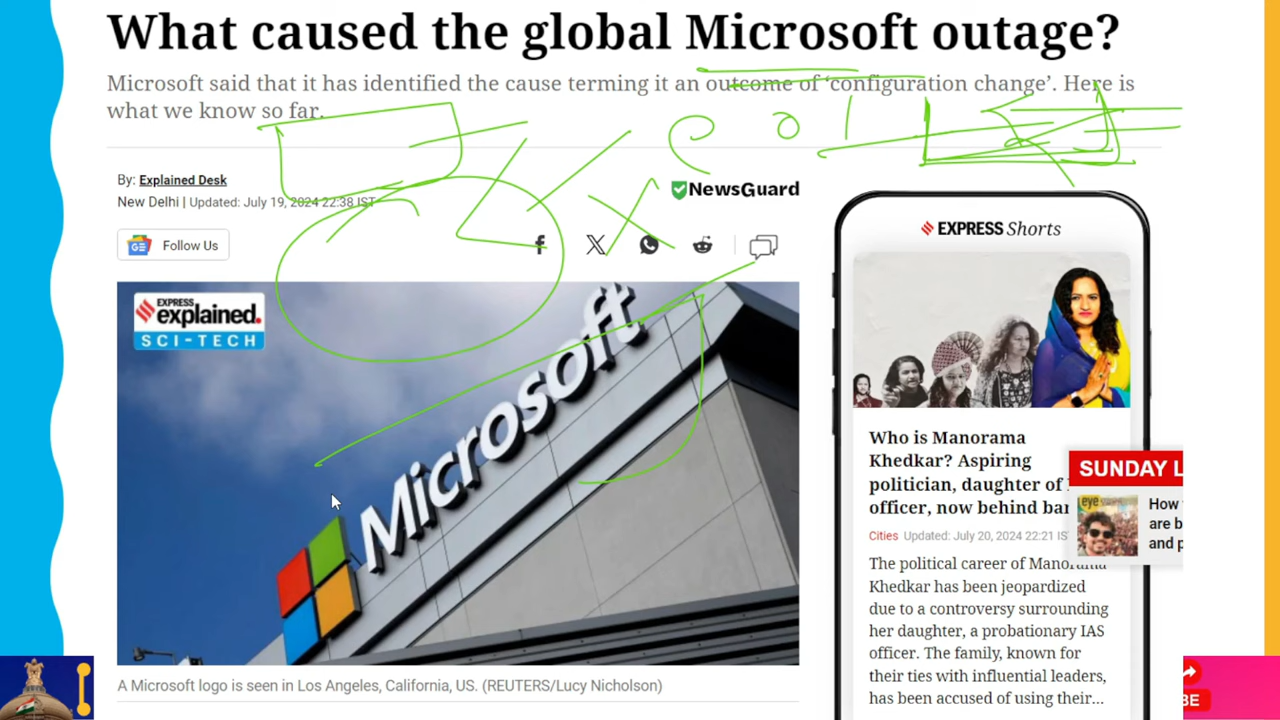 What caused the global Microsoft outage?
Microsoft said that it has identified the cause terming it an outcome of ‘configuration change’. Here is
what we know so far.
By: Explained Desk
New Delhi | Updated: July 19, 2024 22:38 IST
NewsGuard
Follow Us
EXPRESS
explained.
SCI-TECH
Microsoft
A Microsoft logo is seen in Los Angeles, California, US. (REUTERS/Lucy Nicholson)
EXPRESS Shorts
Who is Manorama
Khedkar? Aspiring
politician, daughter of
officer, now behind bar
Cities Updated: July 20, 2024 22:21 IS
The political career of Manorama
Khedkar has been jeopardized
due to a controversy surrounding
her daughter, a probationary IAS
officer. The family, known for
their ties with influential leaders,
has been accused of using their...
SUNDAY L
eye
How
are b
and p
BE